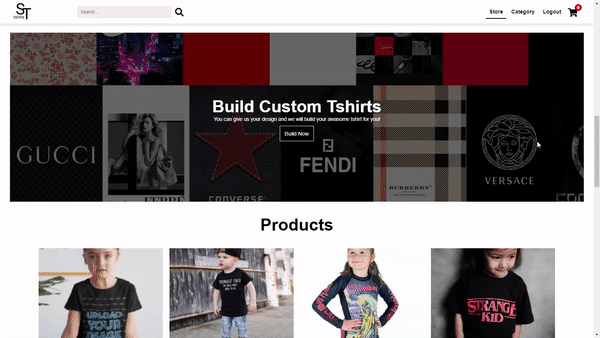 ST
Search...
Store
Category
Logout
Build Custom Tshirts
You can give us your design and we will build your awasome tshirt for you!
Build Now
GUCCI
CONVERSE
FENDI
BURBERRY
VERSACE
Products
UPLOAD
YOUR
IMAGE
STRANGE
KID